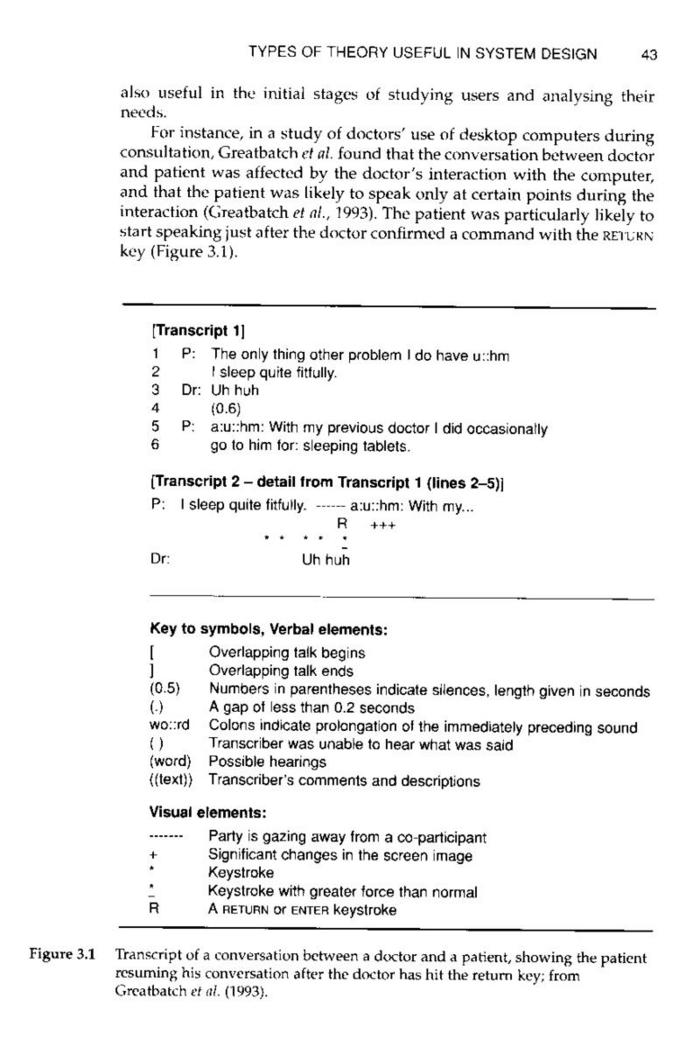 TYPES OF THEORY USEFUL IN SYSTEM DESIGN 43
also useful in the initial stages of studying users and analysing their
needs.
For instance, in a study of doctors' use of desktop computers during
consultation, Greatbatch et al. found that the conversation between doctor
and patient was affected by the doctor's interaction with the computer,
and that the patient was likely to speak only at certain points during the
interaction (Greatbatch et al., 1993). The patient was particularly likely to
start speaking just after the doctor confirmed a command with the RETURN
key (Figure 3.1).
[Transcript 1]
1 P: The only thing other problem I do have u::hm
2 I sleep quite fitfully.
3 Dr: Uh huh
4 (0.6)
5 P: a:u::hm: With my previous doctor I did occasionally
6 go to him for: sleeping tablets.
[Transcript 2 – detail from Transcript 1 (lines 2–5)]
P: I sleep quite fitfully. ------ a:u::hm: With my...
R +++
* * * * *
Dr: Uh huh
Key to symbols, Verbal elements:
[ Overlapping talk begins
] Overlapping talk ends
(0.5) Numbers in parentheses indicate silences, length given in seconds
(.) A gap of less than 0.2 seconds
wo::rd Colons indicate prolongation of the immediately preceding sound
( ) Transcriber was unable to hear what was said
(word) Possible hearings
((text)) Transcriber's comments and descriptions
Visual elements:
------- Party is gazing away from a co-participant
+ Significant changes in the screen image
* Keystroke
* Keystroke with greater force than normal
R A RETURN or ENTER keystroke
Figure 3.1 Transcript of a conversation between a doctor and a patient, showing the patient
resuming his conversation after the doctor has hit the return key; from
Greatbatch et al. (1993).